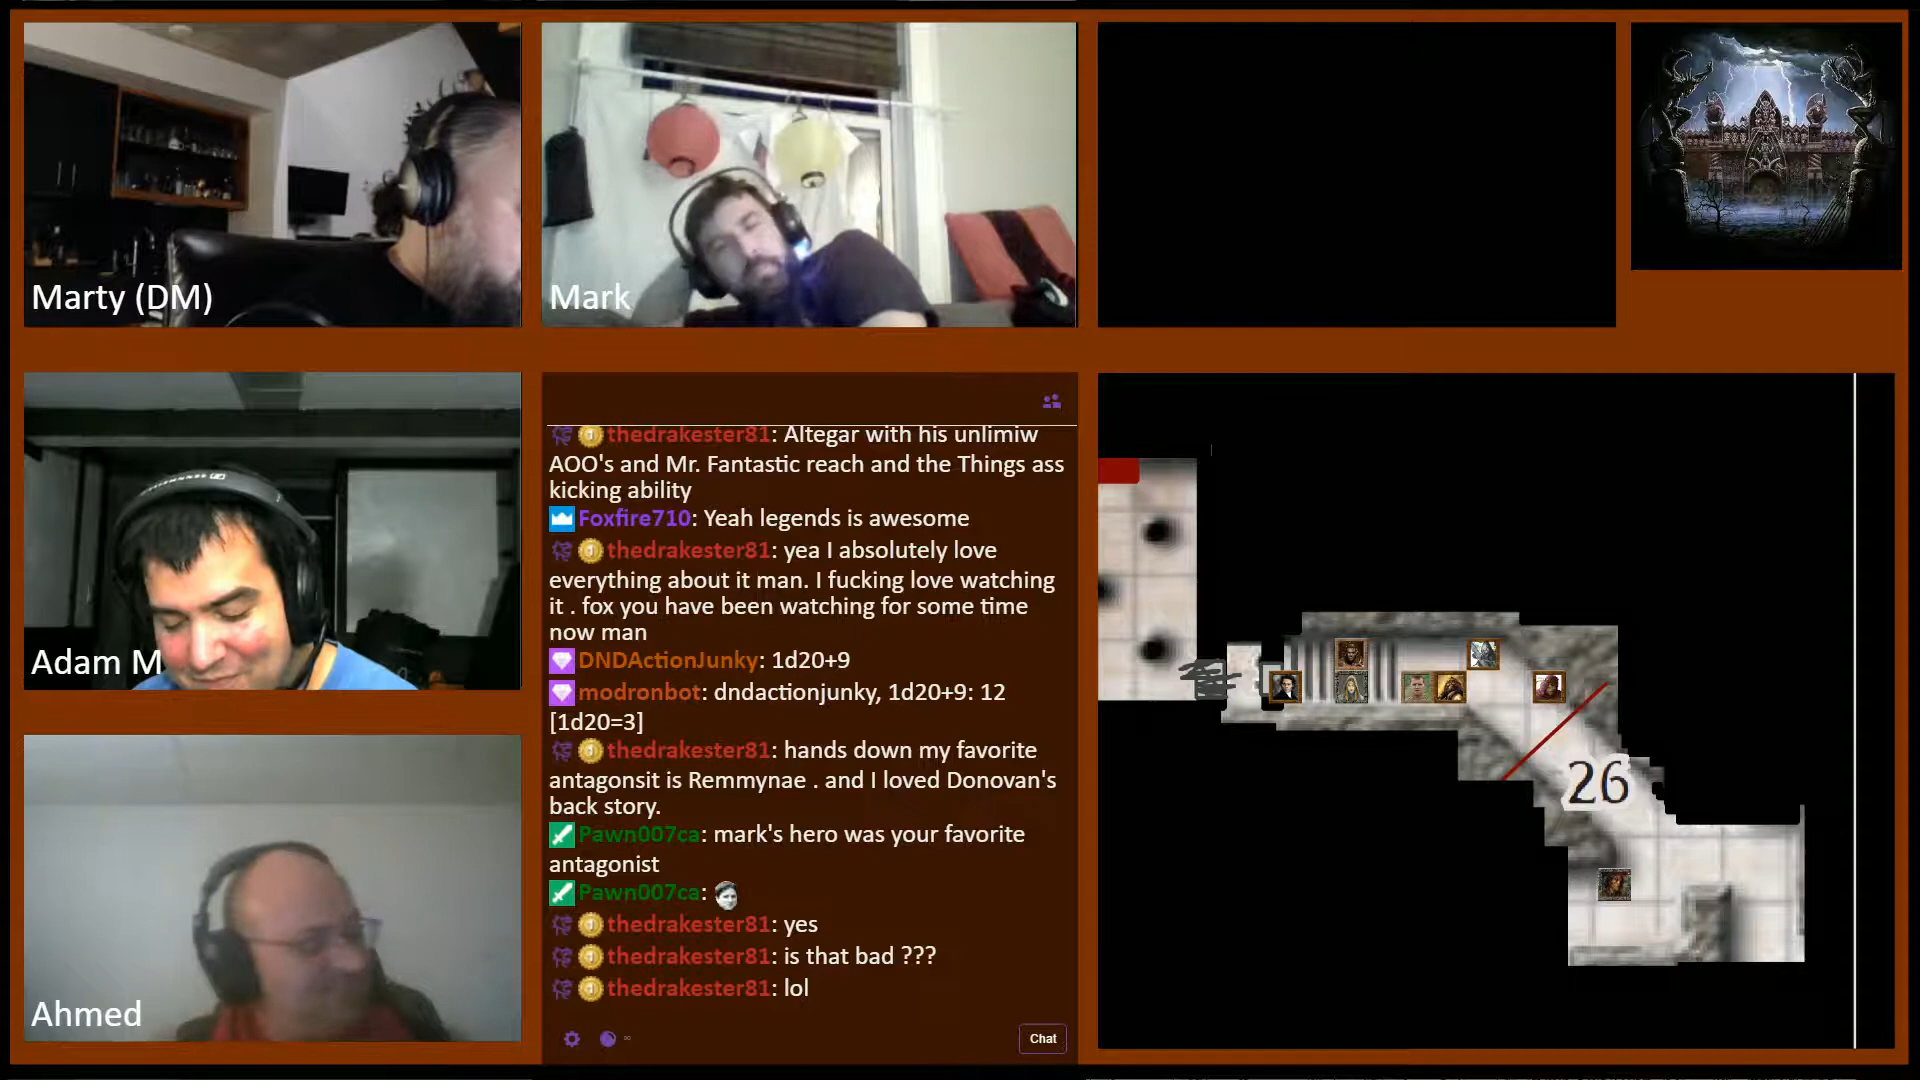 Marty (DM)
Mark
Adam M
Ahmed
thedrakester81: Altegar with his unlimiw
AOO's and Mr. Fantastic reach and the Things ass
kicking ability
Foxfire710: Yeah legends is awesome
thedrakester81: yea I absolutely love
everything about it man. I fucking love watching
it . fox you have been watching for some time
now man
DNDActionJunky: 1d20+9
modronbot: dndactionjunky, 1d20+9: 12
[1d20=3]
thedrakester81: hands down my favorite
antagonsit is Remmynae . and I loved Donovan's
back story.
Pawn007ca: mark's hero was your favorite
antagonist
Pawn007ca:
thedrakester81: yes
thedrakester81: is that bad ???
thedrakester81: lol
Chat
26